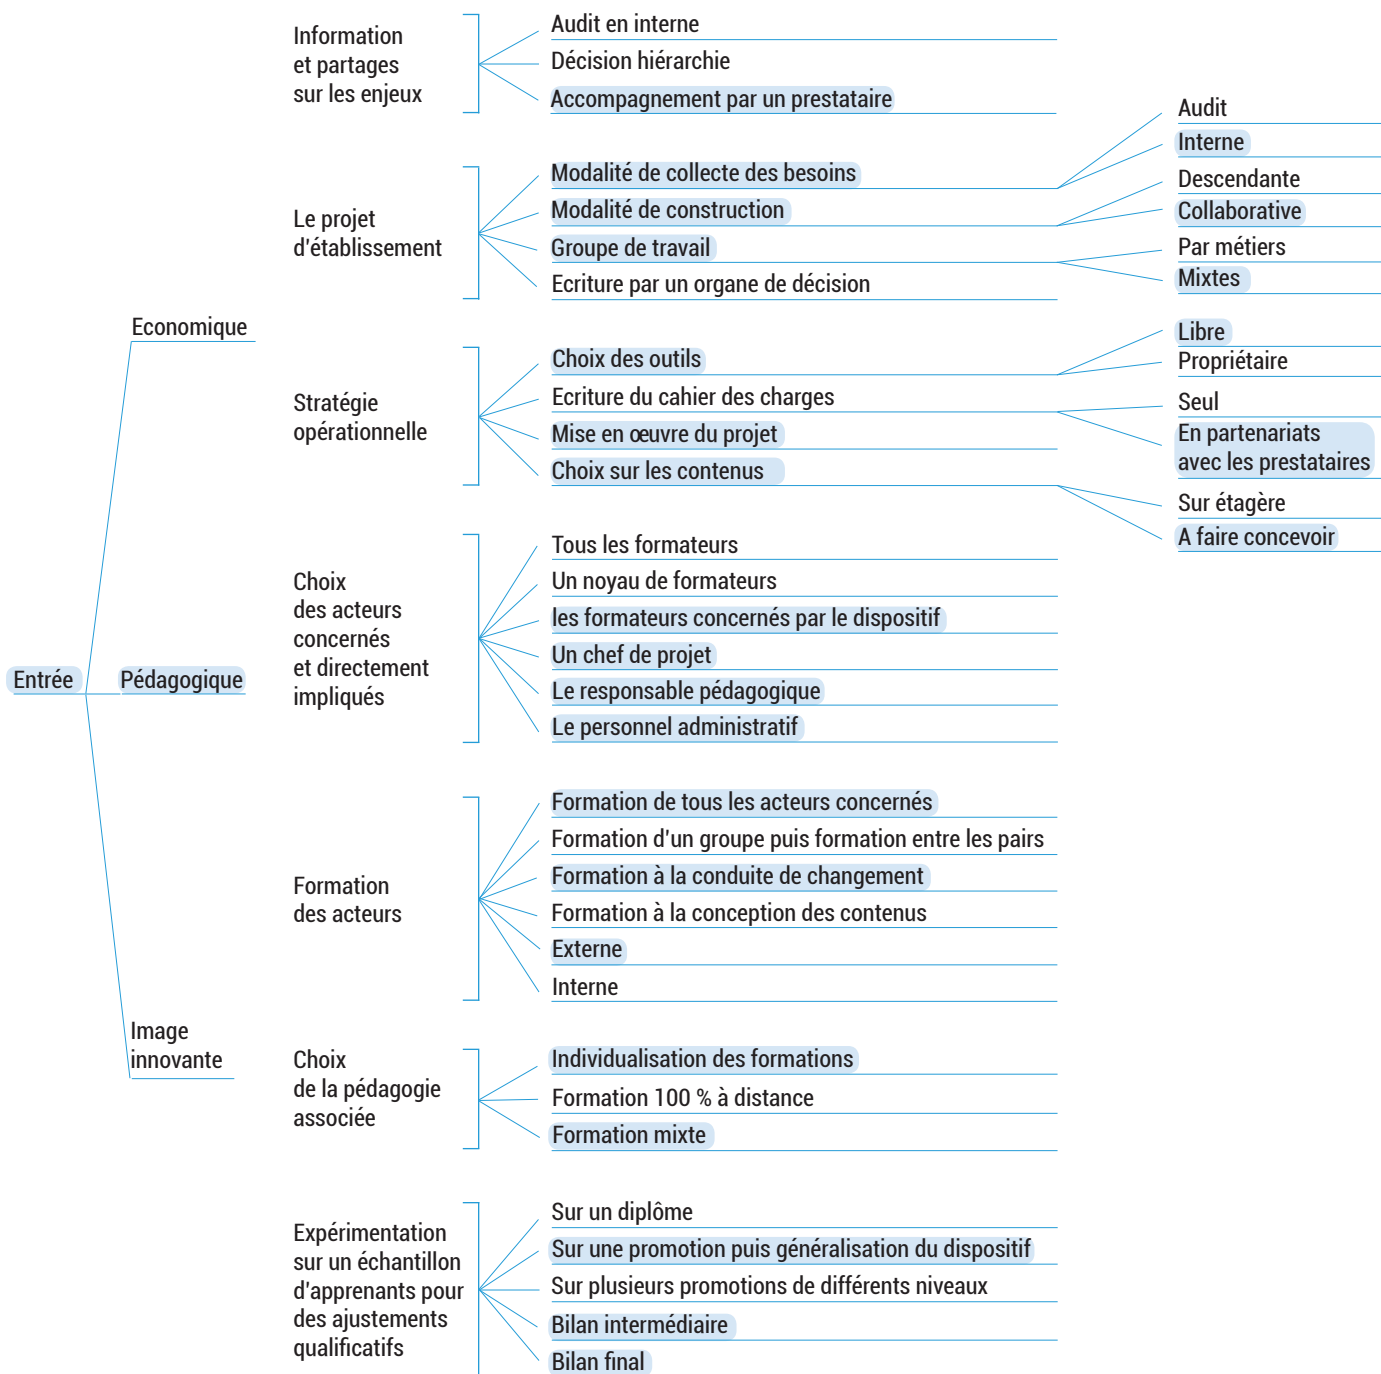 Entrée
Economique
Pédagogique
Image
innovante
Information
et partages
sur les enjeux
Audit en interne
Décision hiérarchie
Accompagnement par un prestataire
Le projet
d'établissement
Modalité de collecte des besoins
Audit
Interne
Modalité de construction
Descendante
Collaborative
Groupe de travail
Par métiers
Mixtes
Ecriture par un organe de décision
Stratégie
opérationnelle
Choix des outils
Libre
Propriétaire
Ecriture du cahier des charges
Seul
En partenariats
avec les prestataires
Mise en œuvre du projet
Choix sur les contenus
Sur étagère
A faire concevoir
Choix
des acteurs
concernés
et directement
impliqués
Tous les formateurs
Un noyau de formateurs
les formateurs concernés par le dispositif
Un chef de projet
Le responsable pédagogique
Le personnel administratif
Formation
des acteurs
Formation de tous les acteurs concernés
Formation d'un groupe puis formation entre les pairs
Formation à la conduite de changement
Formation à la conception des contenus
Externe
Interne
Choix
de la pédagogie
associée
Individualisation des formations
Formation 100 % à distance
Formation mixte
Expérimentation
sur un échantillon
d'apprenants pour
des ajustements
qualificatifs
Sur un diplôme
Sur une promotion puis généralisation du dispositif
Sur plusieurs promotions de différents niveaux
Bilan intermédiaire
Bilan final